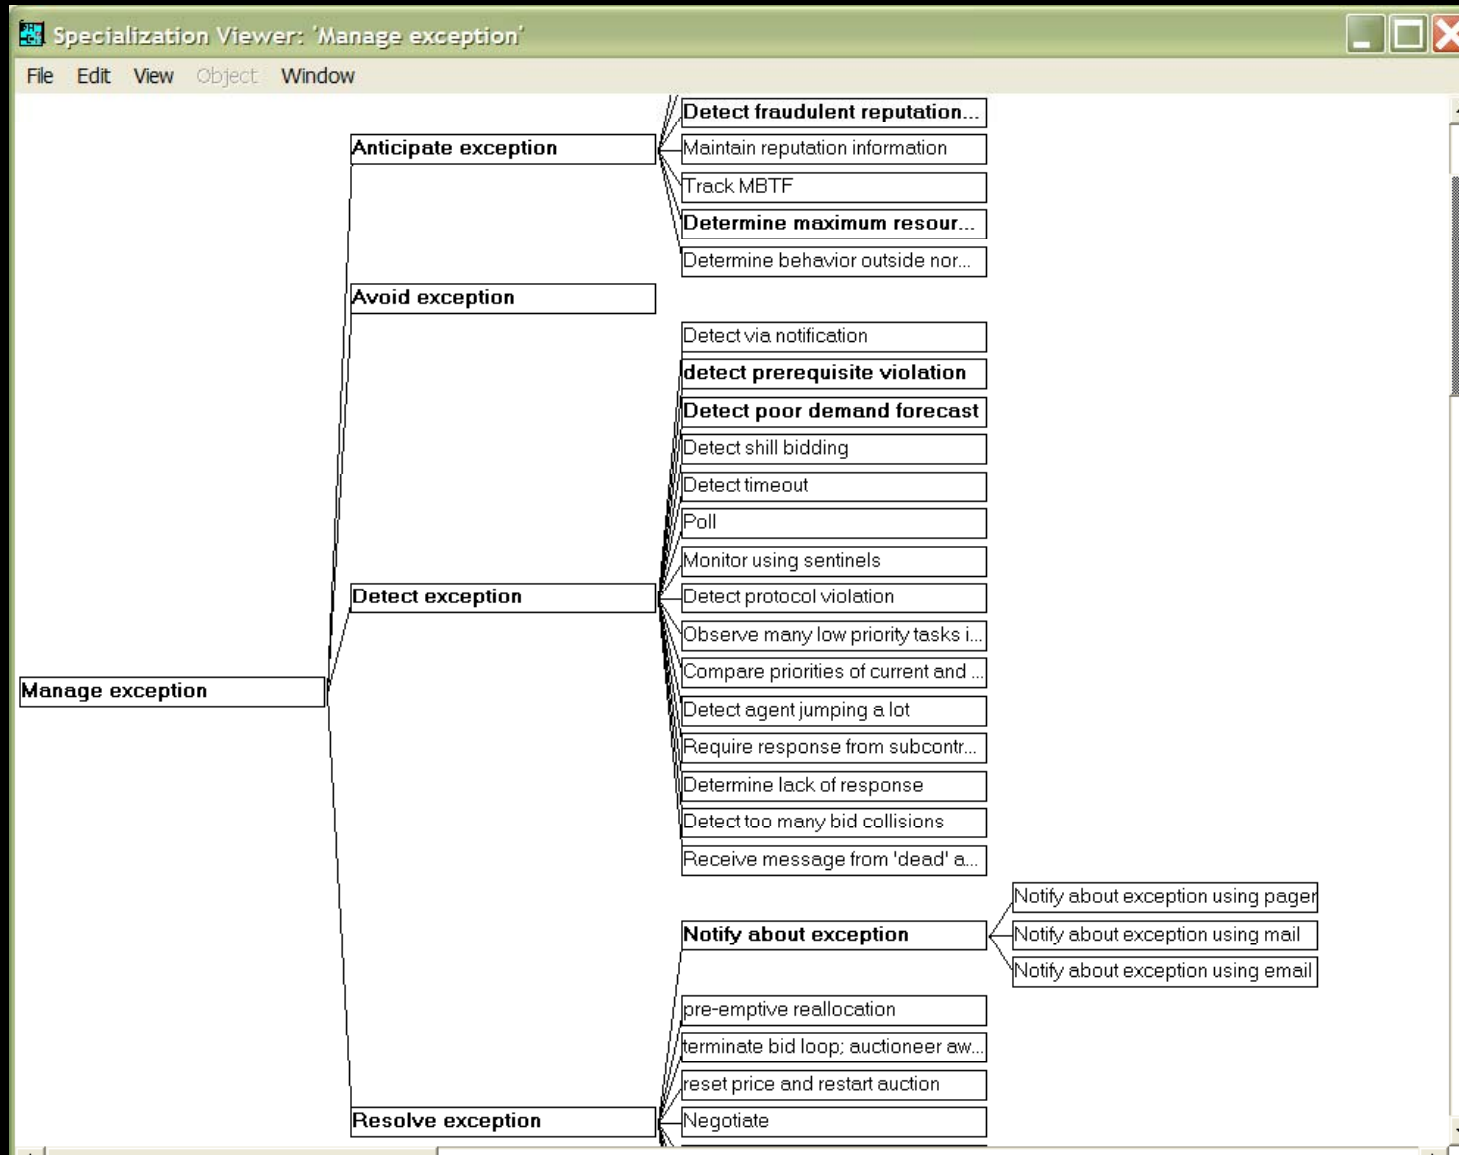 Specialization Viewer: 'Manage exception'
File Edit View Object Window
Detect fraudulent reputation...
Anticipate exception
Maintain reputation information
Track MBTF
Determine maximum resour...
Determine behavior outside nor...
Avoid exception
Detect via notification
detect prerequisite violation
Detect poor demand forecast
Detect shill bidding
Detect timeout
Poll
Monitor using sentinels
Detect exception
Detect protocol violation
Observe many low priority tasks i...
Compare priorities of current and ...
Manage exception
Detect agent jumping a lot
Require response from subcontr...
Determine lack of response
Detect too many bid collisions
Receive message from 'dead' a...
Notify about exception using pager
Notify about exception
Notify about exception using mail
Notify about exception using email
pre-emptive reallocation
terminate bid loop; auctioneer aw...
reset price and restart auction
Resolve exception
Negotiate